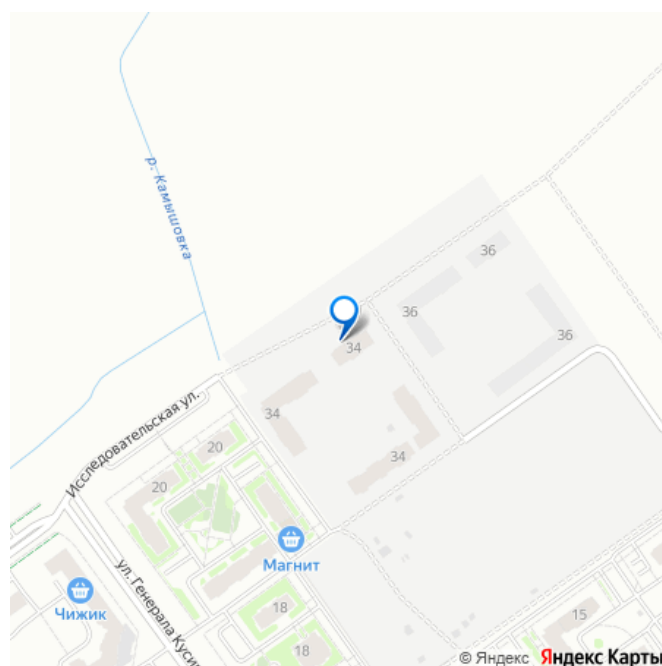 р. Камышовка
36
36
34
36
34
Исследовательская ул.
34
20
20
Магнит
ул. Генерала Куси
Чижик
18
15
18
© Яндекс Яндекс Карты